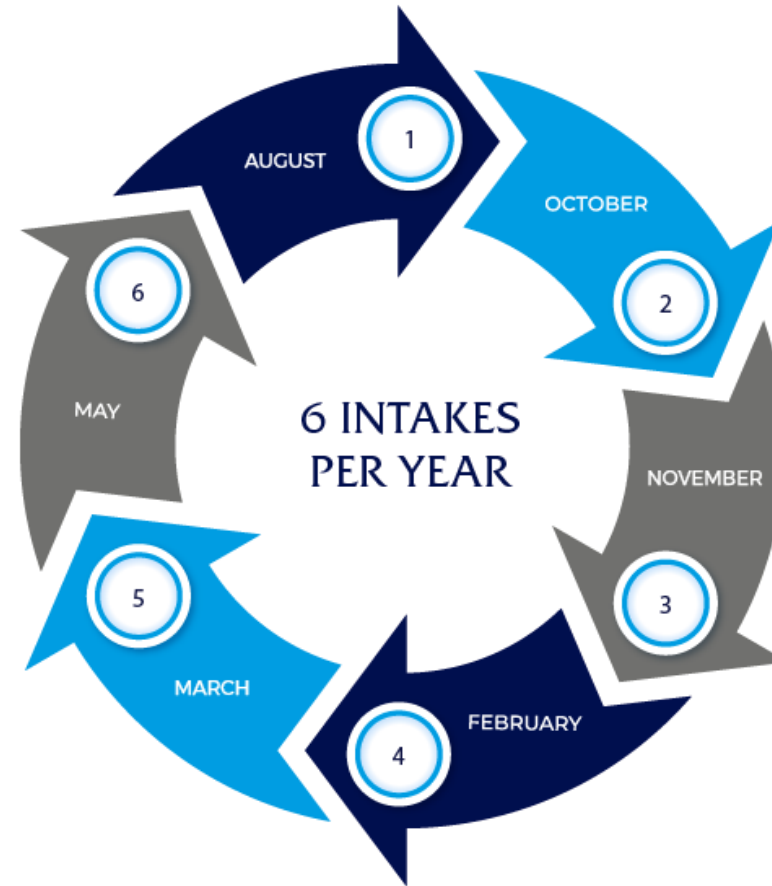 1
AUGUST
OCTOBER
2
NOVEMBER
3
FEBRUARY
4
MARCH
5
MAY
6
6 INTAKES
PER YEAR